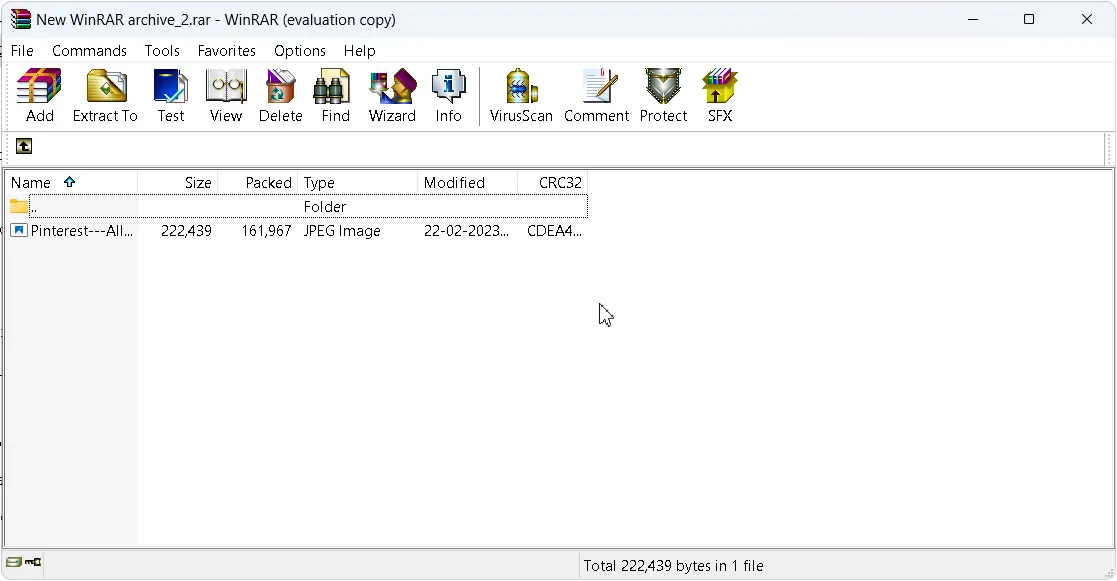 New WinRAR archive_2.rar - WinRAR (evaluation copy)
File Commands Tools Favorites Options Help
Add Extract To Test View Delete Find Wizard Info VirusScan Comment Protect SFX
Name Size Packed Type Modified CRC32
.. Folder
Pinterest---All... 222,439 161,967 JPEG Image 22-02-2023... CDEA4...
Total 222,439 bytes in 1 file